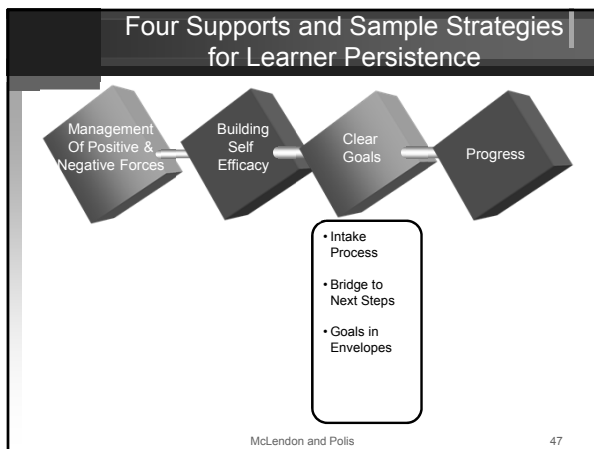 Four Supports and Sample Strategies
for Learner Persistence
Management
Of Positive &
Negative Forces
Building
Self
Efficacy
Clear
Goals
Progress
• Intake
Process
• Bridge to
Next Steps
• Goals in
Envelopes
McLendon and Polis
47